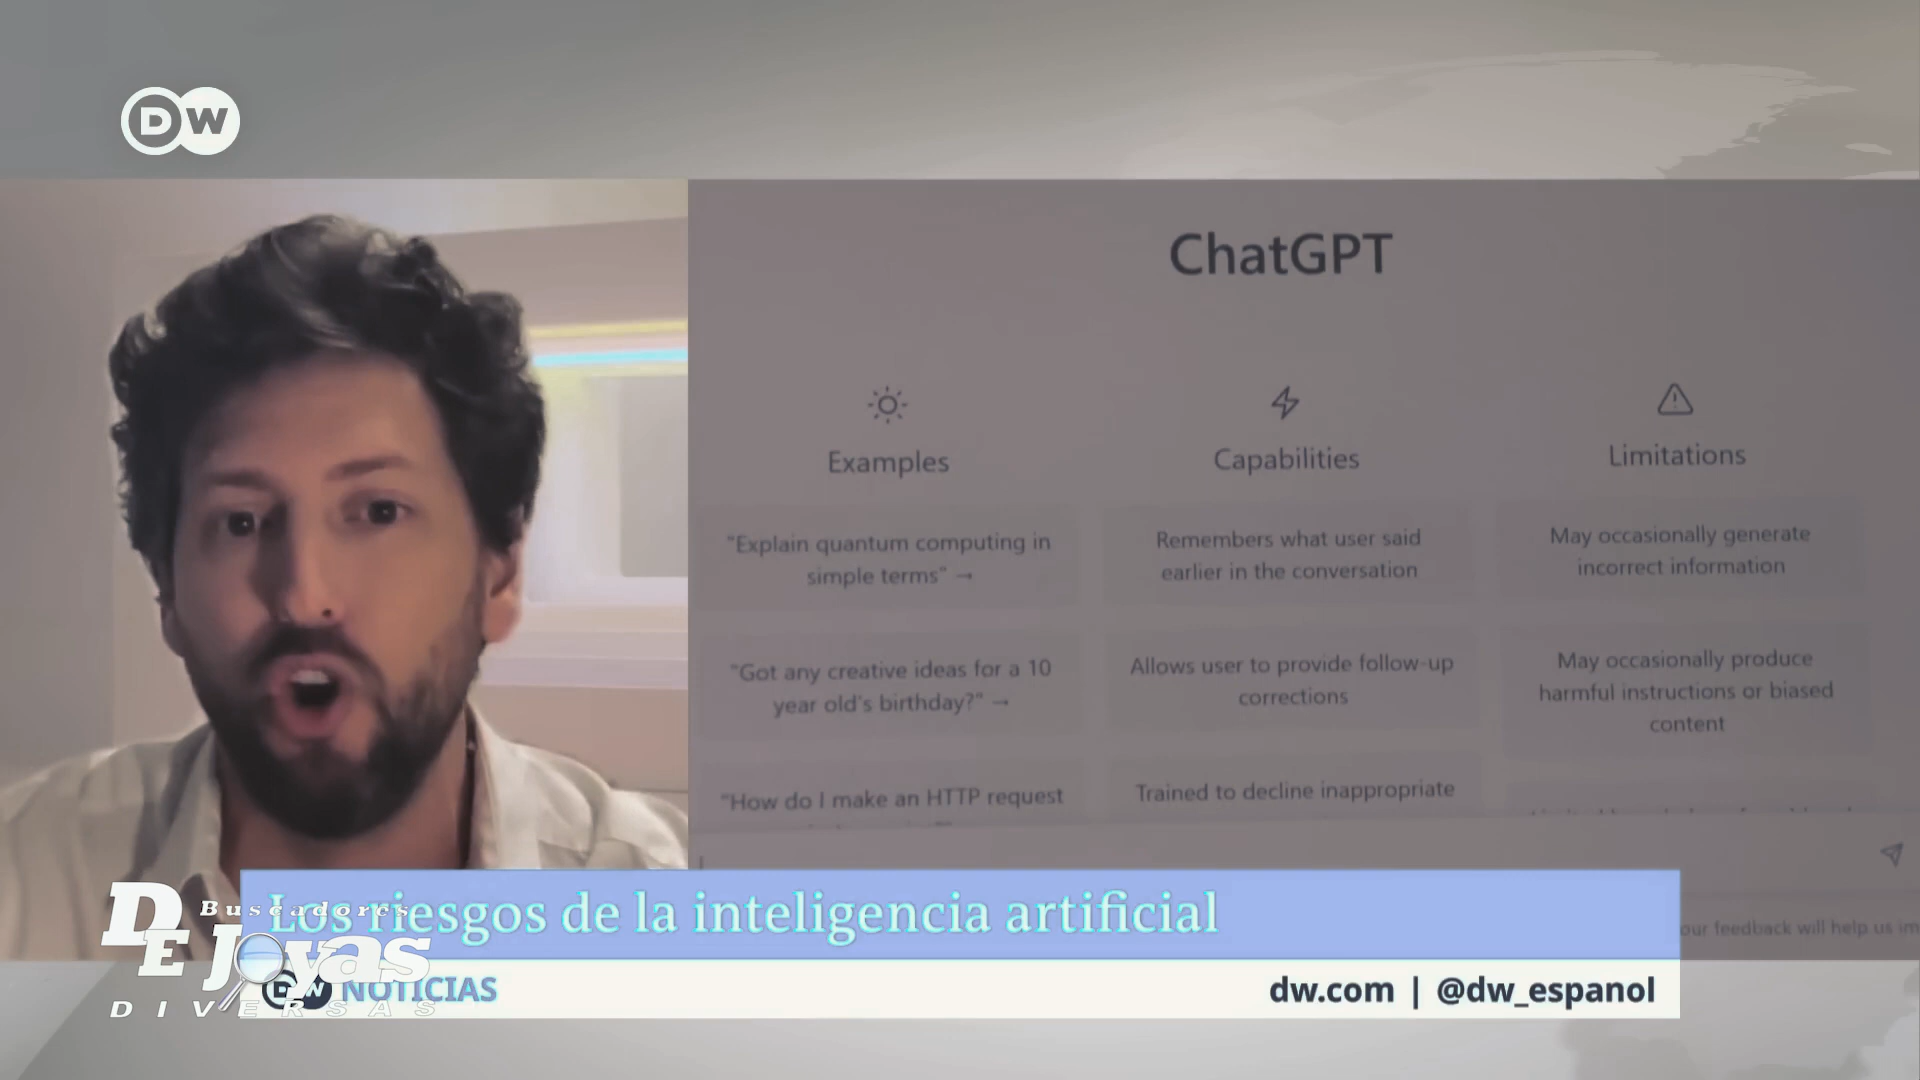 DW
ChatGPT
Examples
Capabilities
Limitations
"Explain quantum computing in
simple terms" →
Remembers what user said
earlier in the conversation
May occasionally generate
incorrect information
"Got any creative ideas for a 10
year old's birthday?" →
Allows user to provide follow-up
corrections
May occasionally produce
harmful instructions or biased
content
"How do I make an HTTP request
Trained to decline inappropriate
our feedback will help us im
Los riesgos de la inteligencia artificial
Buscadores
DE Joyas
DIVERSAS
DW NOTICIAS
dw.com | @dw_espanol